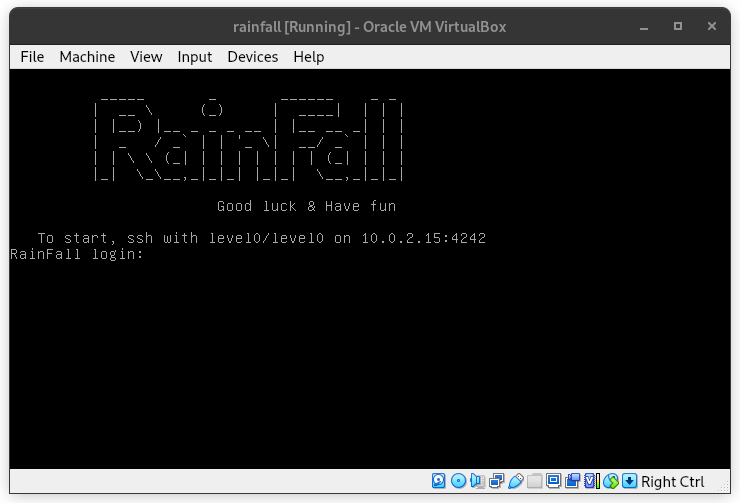 rainfall [Running] - Oracle VM VirtualBox
File Machine View Input Devices Help
RainFall
Good luck & Have fun
To start, ssh with level0/level0 on 10.0.2.15:4242
RainFall login:
Right Ctrl